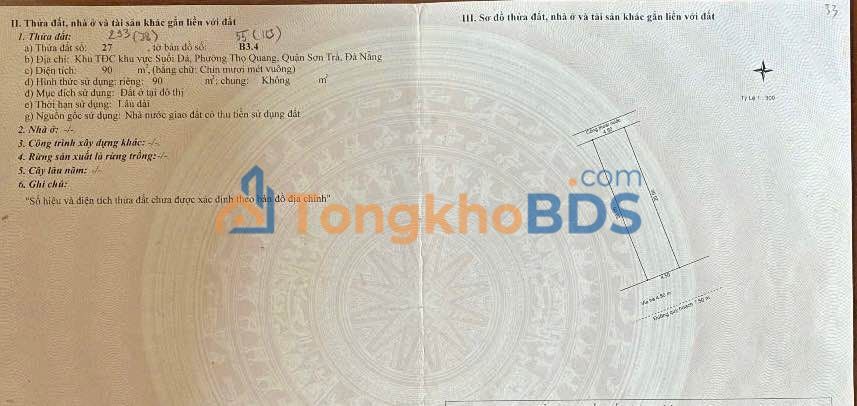 II. Thửa đất, nhà ở và tài sản khác gắn liền với đất
1. Thửa đất:
a) Thửa đất số: 27 , tờ bản đồ số: B3.4
b) Địa chỉ: Khu TĐC khu vực Suối Đá, Phường Thọ Quang, Quận Sơn Trà, Đà Nẵng
c) Diện tích: 90 m², (bằng chữ: Chín mươi mét vuông)
d) Hình thức sử dụng: riêng: 90 m²; chung: Không m²
đ) Mục đích sử dụng: Đất ở tại đô thị
e) Thời hạn sử dụng: Lâu dài
g) Nguồn gốc sử dụng: Nhà nước giao đất có thu tiền sử dụng đất
2. Nhà ở: -/-
3. Công trình xây dựng khác: -/-
4. Rừng sản xuất là rừng trồng: -/-
5. Cây lâu năm: -/-
6. Ghi chú:
"Số hiệu và diện tích thửa đất chưa được xác định theo bản đồ địa chính"
III. Sơ đồ thửa đất, nhà ở và tài sản khác gắn liền với đất
33
4.50
4.50
TongkhoBDS
.com